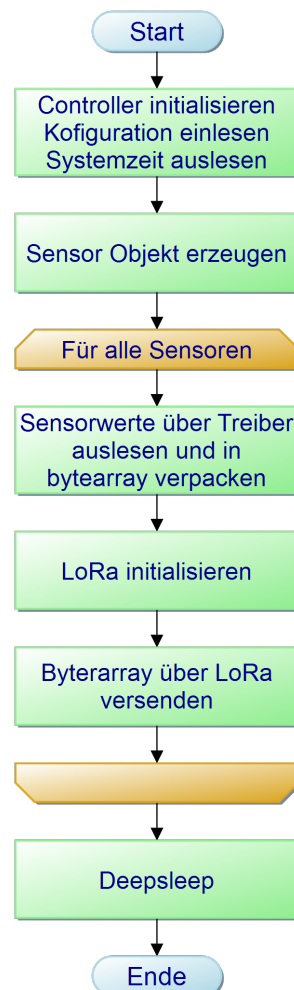 Start
Controller initialisieren
Kofiguration einlesen
Systemzeit auslesen
Sensor Objekt erzeugen
Für alle Sensoren
Sensorwerte über Treiber
auslesen und in
bytearray verpacken
LoRa initialisieren
Byterarray über LoRa
versenden
Deepsleep
Ende